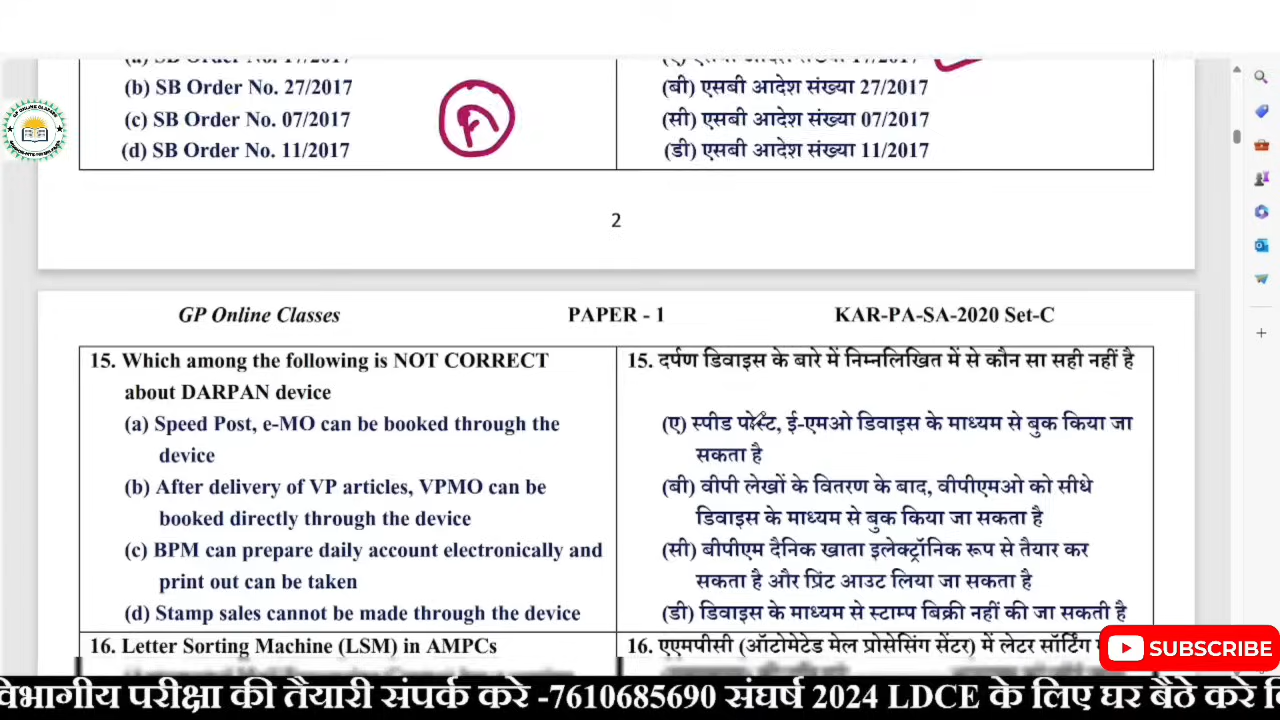 (b) SB Order No. 27/2017
(c) SB Order No. 07/2017
(d) SB Order No. 11/2017
(बी) एसबी आदेश संख्या 27/2017
(सी) एसबी आदेश संख्या 07/2017
(डी) एसबी आदेश संख्या 11/2017
2
GP Online Classes PAPER - 1 KAR-PA-SA-2020 Set-C
15. Which among the following is NOT CORRECT
about DARPAN device
(a) Speed Post, e-MO can be booked through the
device
(b) After delivery of VP articles, VPMO can be
booked directly through the device
(c) BPM can prepare daily account electronically and
print out can be taken
(d) Stamp sales cannot be made through the device
15. दर्पण डिवाइस के बारे में निम्नलिखित में से कौन सा सही नहीं है
(ए) स्पीड पोस्ट, ई-एमओ डिवाइस के माध्यम से बुक किया जा
सकता है
(बी) वीपी लेखों के वितरण के बाद, वीपीएमओ को सीधे
डिवाइस के माध्यम से बुक किया जा सकता है
(सी) बीपीएम दैनिक खाता इलेक्ट्रॉनिक रूप से तैयार कर
सकता है और प्रिंट आउट लिया जा सकता है
(डी) डिवाइस के माध्यम से स्टाम्प बिक्री नहीं की जा सकती है
16. Letter Sorting Machine (LSM) in AMPCs
16. एएमपीसी (ऑटोमेटेड मेल प्रोसेसिंग सेंटर) में लेटर सॉर्टिंग
SUBSCRIBE
विभागीय परीक्षा की तैयारी संपर्क करे -7610685690 संघर्ष 2024 LDCE के लिए घर बैठे करे